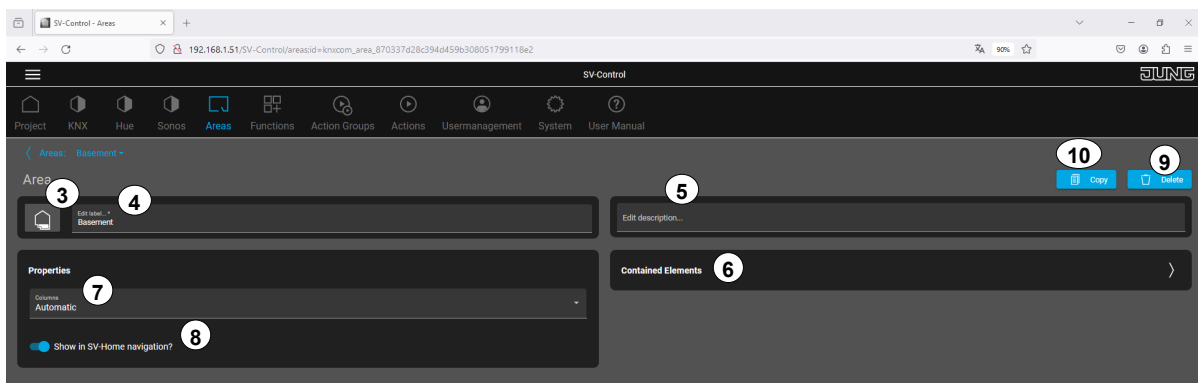 SV-Control - Areas
192.168.1.51/SV-Control/areas;id=knxcom_area_870337d28c394d459b308051799118e2
90%
SV-Control
JUNG
Project KNX Hue Sonos Areas Functions Action Groups Actions Usermanagement System User Manual
Areas: Basement
10
9
Area
Copy
Delete
3
4
5
Edit label... *
Basement
Edit description...
Properties
Contained Elements
6
7
Columns
Automatic
8
Show in SV-Home navigation?